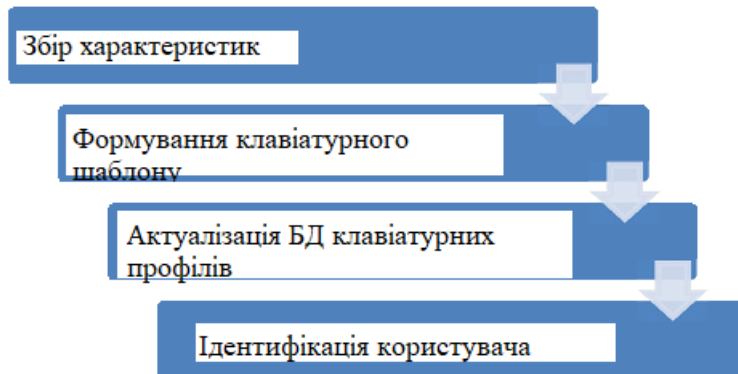 Збір характеристик
Формування клавіатурного
шаблону
Актуалізація БД клавіатурних
профілів
Ідентифікація користувача